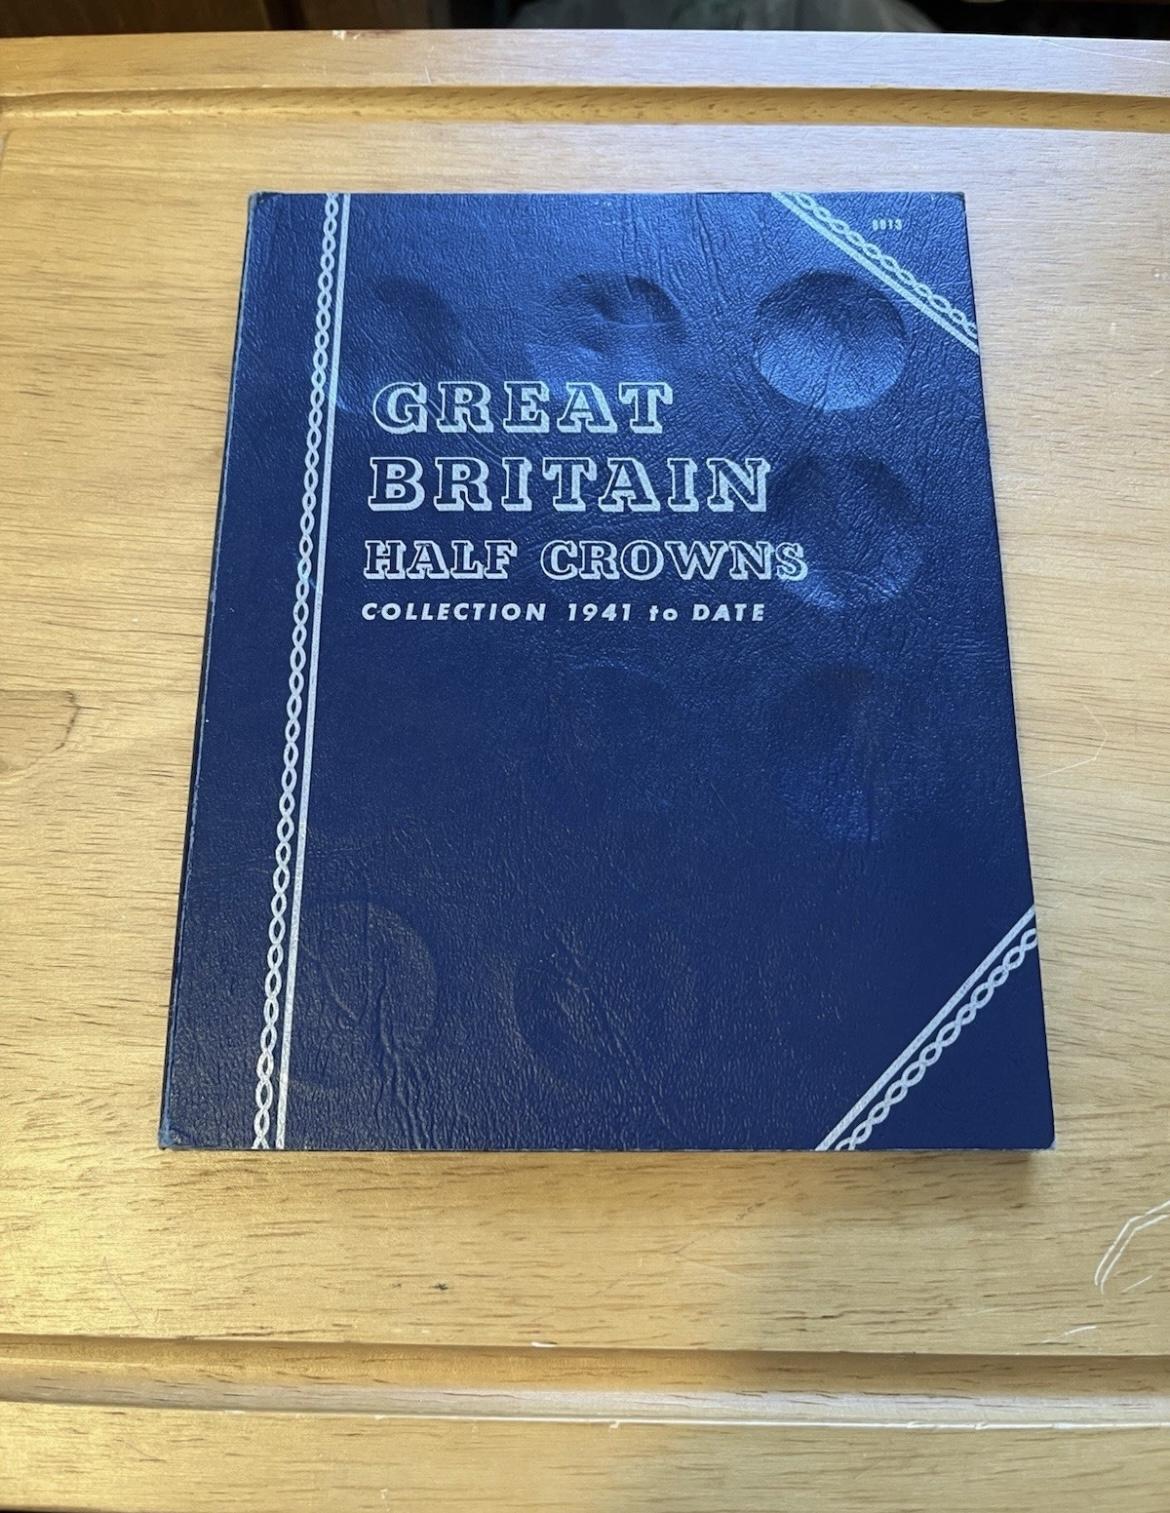 GREAT
BRITAIN
HALF CROWNS
COLLECTION 1941 to DATE